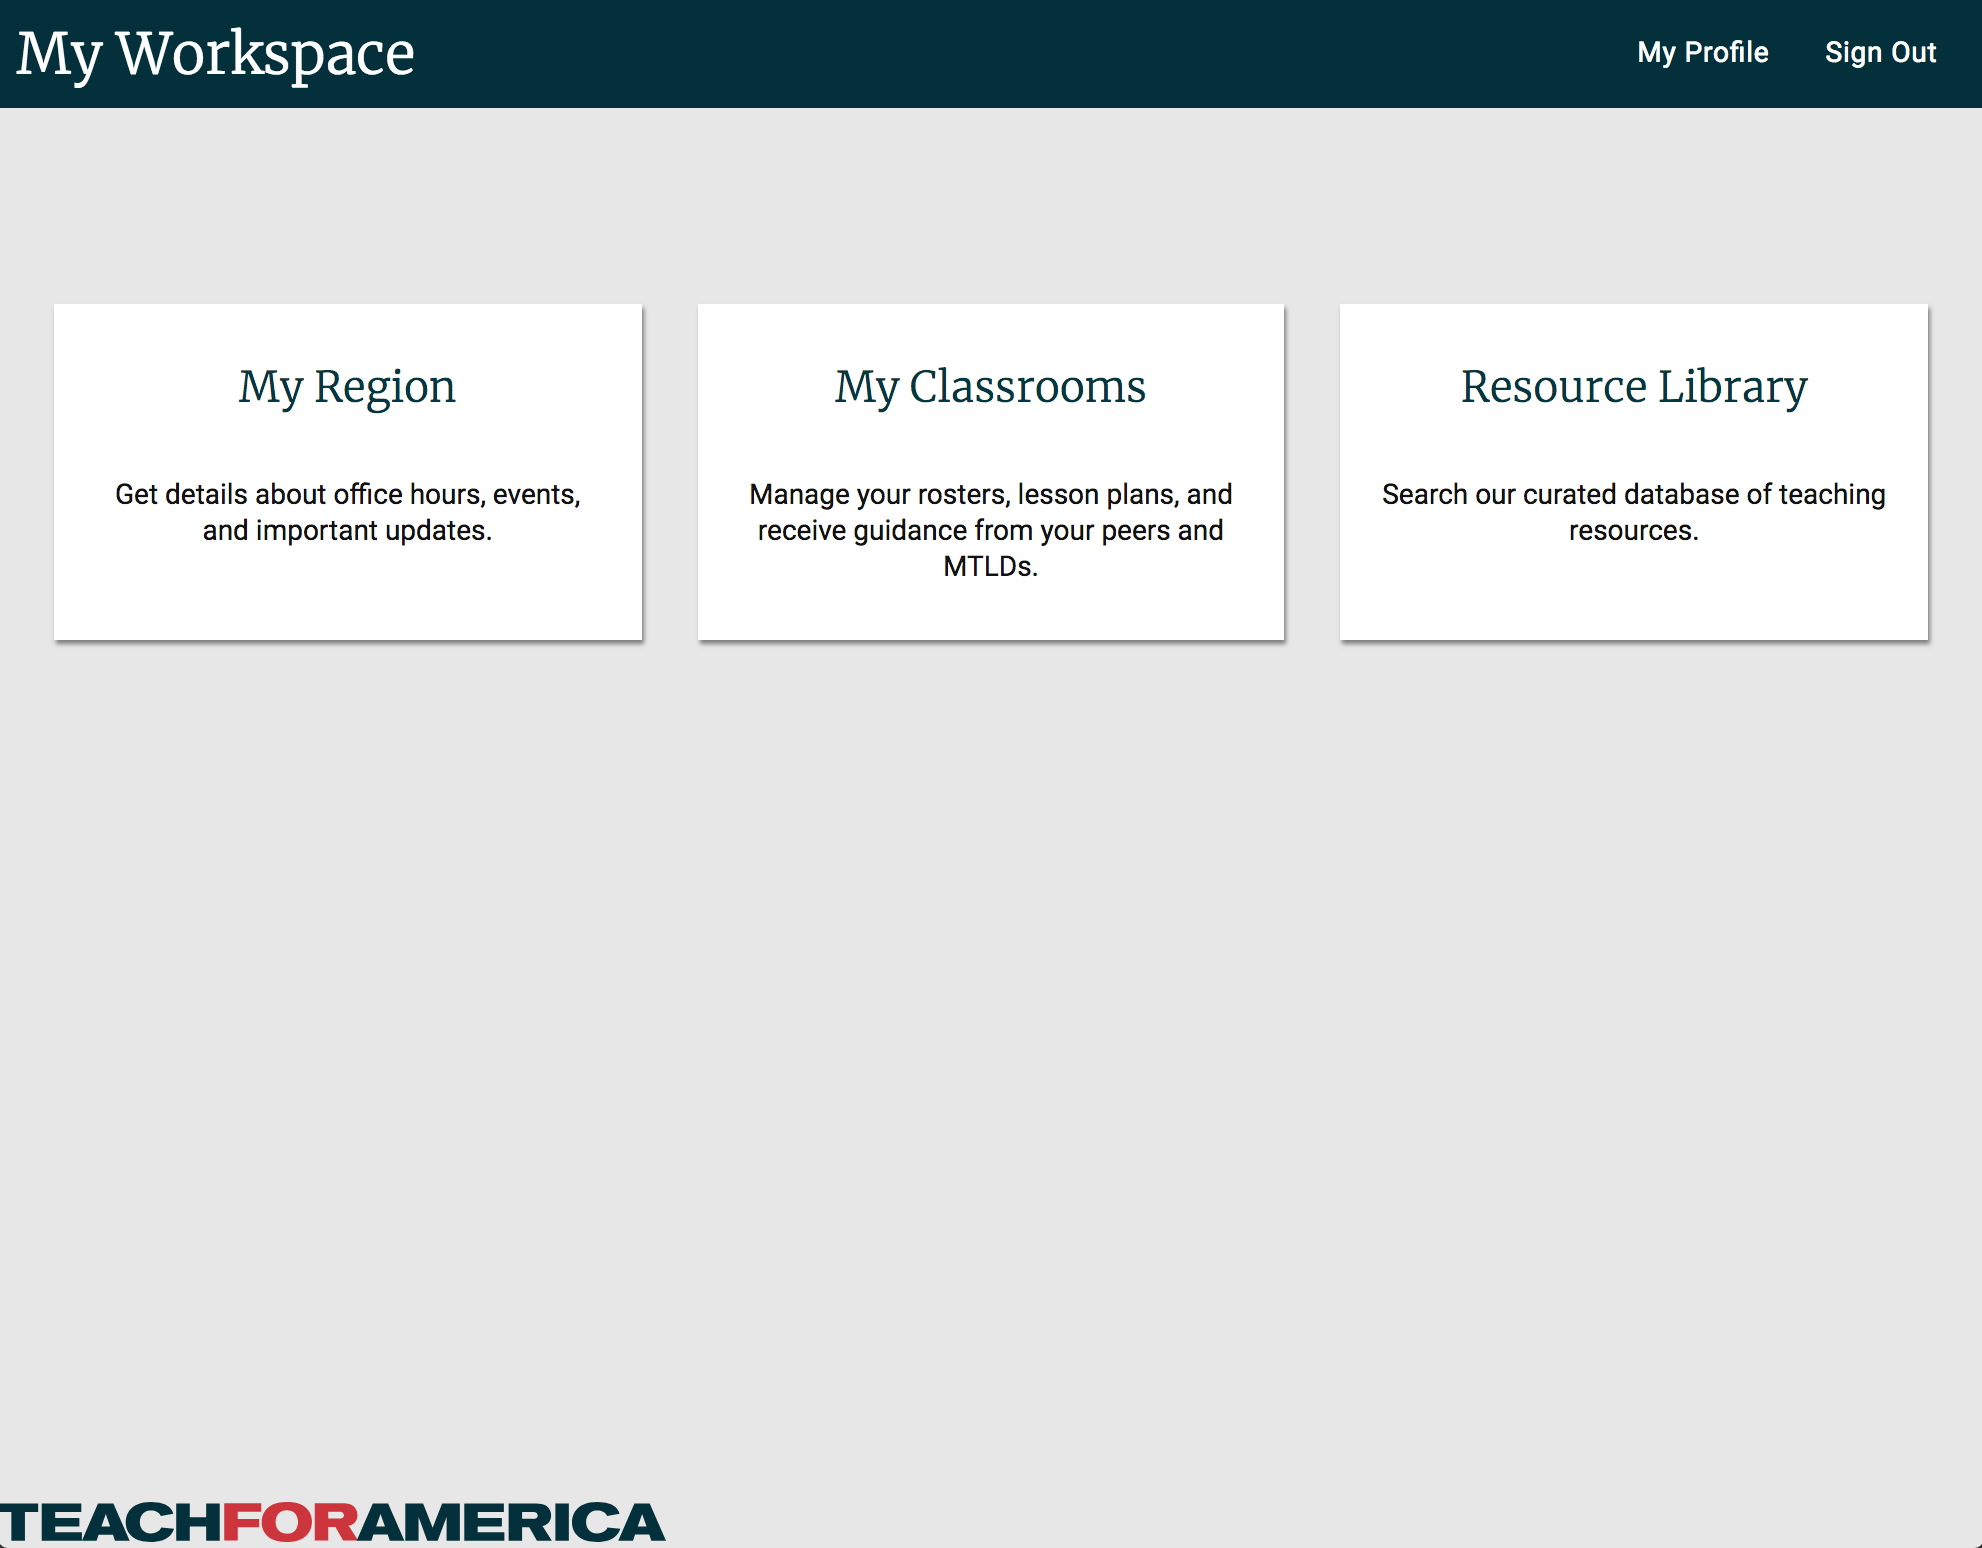 My Workspace
My Profile
Sign Out
My Region
Get details about office hours, events,
and important updates.
My Classrooms
Manage your rosters, lesson plans, and
receive guidance from your peers and
MTLDs.
Resource Library
Search our curated database of teaching
resources.
TEACHFORAMERICA